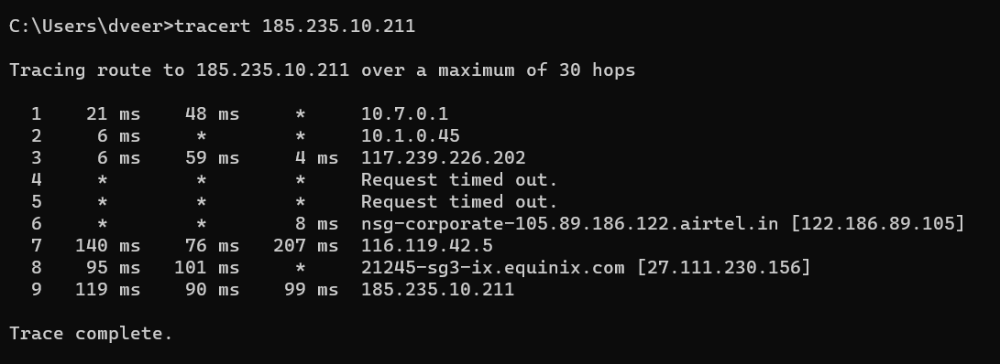 C:\Users\dveer>tracert 185.235.10.211
Tracing route to 185.235.10.211 over a maximum of 30 hops
1 21 ms 48 ms * 10.7.0.1
2 6 ms * * 10.1.0.45
3 6 ms 59 ms 4 ms 117.239.226.202
4 * * * Request timed out.
5 * * * Request timed out.
6 * * 8 ms nsg-corporate-105.89.186.122.airtel.in [122.186.89.105]
7 140 ms 76 ms 207 ms 116.119.42.5
8 95 ms 101 ms * 21245-sg3-ix.equinix.com [27.111.230.156]
9 119 ms 90 ms 99 ms 185.235.10.211
Trace complete.